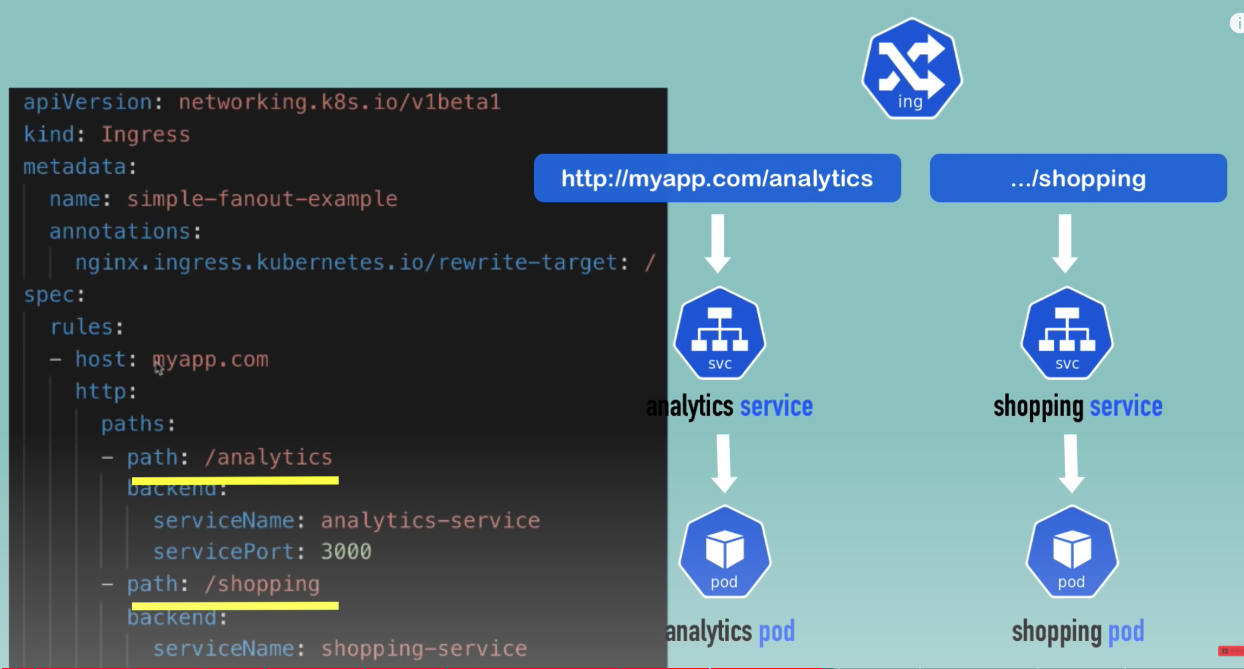 apiVersion: networking.k8s.io/v1beta1
kind: Ingress
metadata:
  name: simple-fanout-example
  annotations:
    nginx.ingress.kubernetes.io/rewrite-target: /
spec:
  rules:
  - host: myapp.com
    http:
      paths:
      - path: /analytics
        backend:
          serviceName: analytics-service
          servicePort: 3000
      - path: /shopping
        backend:
          serviceName: shopping-service
ing
http://myapp.com/analytics
.../shopping
svc
svc
analytics service
shopping service
pod
pod
analytics pod
shopping pod